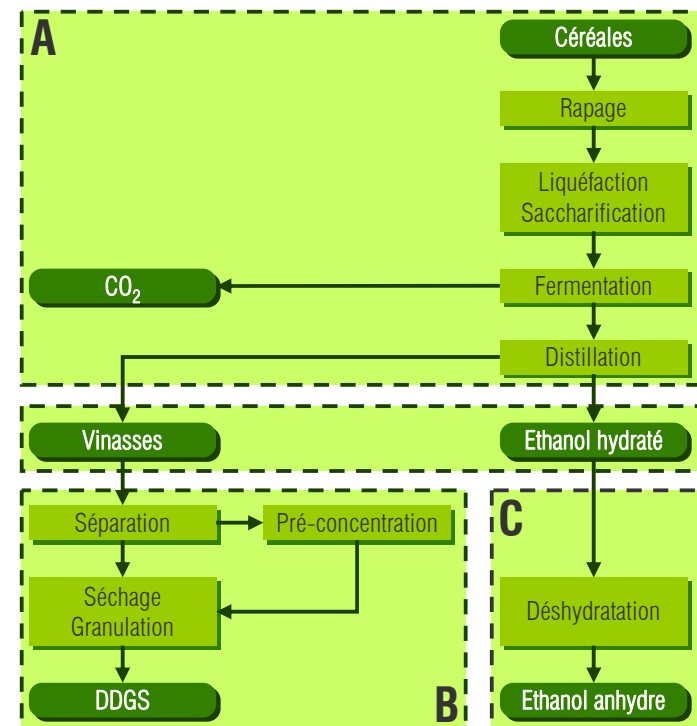 A
Céréales
Rapage
Liquéfaction
Saccharification
CO₂
Fermentation
Distillation
Vinasses
Ethanol hydraté
Séparation
Pré-concentration
C
Séchage
Granulation
Déshydratation
DDGS
B
Ethanol anhydre